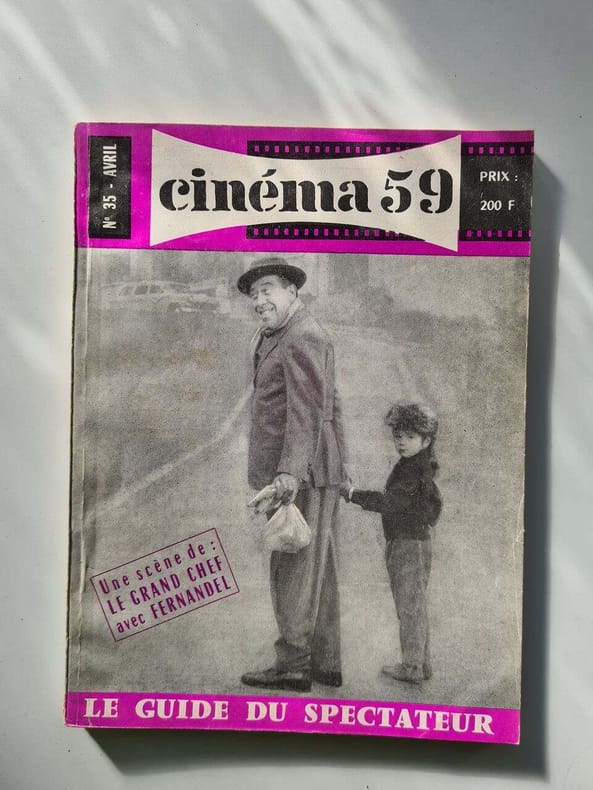 N° 35 - AVRIL
cinéma 59
PRIX :
200 F
Une scène de :
LE GRAND CHEF
avec FERNANDEL
LE GUIDE DU SPECTATEUR